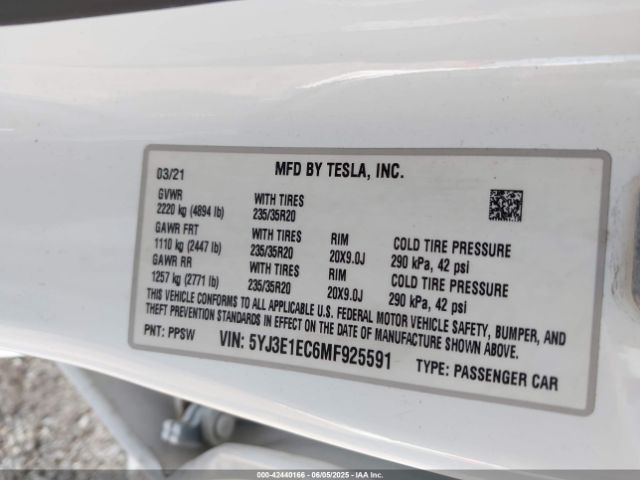 03/21 MFD BY TESLA, INC.
GVWR WITH TIRES
2220 kg (4894 lb) 235/35R20
GAWR FRT WITH TIRES RIM COLD TIRE PRESSURE
1110 kg (2447 lb) 235/35R20 20X9.0J 290 kPa, 42 psi
GAWR RR WITH TIRES RIM COLD TIRE PRESSURE
1257 kg (2771 lb) 235/35R20 20X9.0J 290 kPa, 42 psi
THIS VEHICLE CONFORMS TO ALL APPLICABLE U.S. FEDERAL MOTOR VEHICLE SAFETY, BUMPER, AND
THEFT PREVENTION STANDARDS IN EFFECT ON THE DATE OF MANUFACTURE SHOWN ABOVE.
PNT: PPSW VIN: 5YJ3E1EC6MF925591 TYPE: PASSENGER CAR
000-42440166 - 06/05/2025 - IAAI.COM